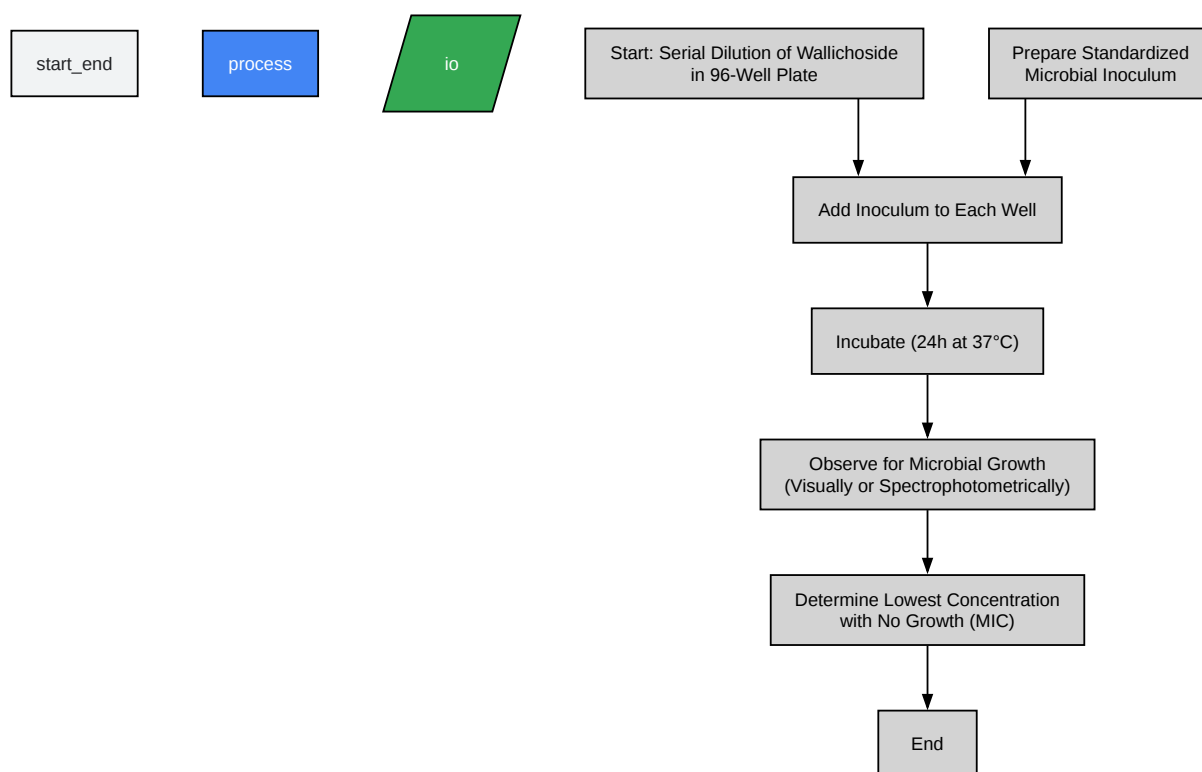 start_end
process
io
Start: Serial Dilution of Wallichoside
in 96-Well Plate
Prepare Standardized
Microbial Inoculum
Add Inoculum to Each Well
Incubate (24h at 37°C)
Observe for Microbial Growth
(Visually or Spectrophotometrically)
Determine Lowest Concentration
with No Growth (MIC)
End